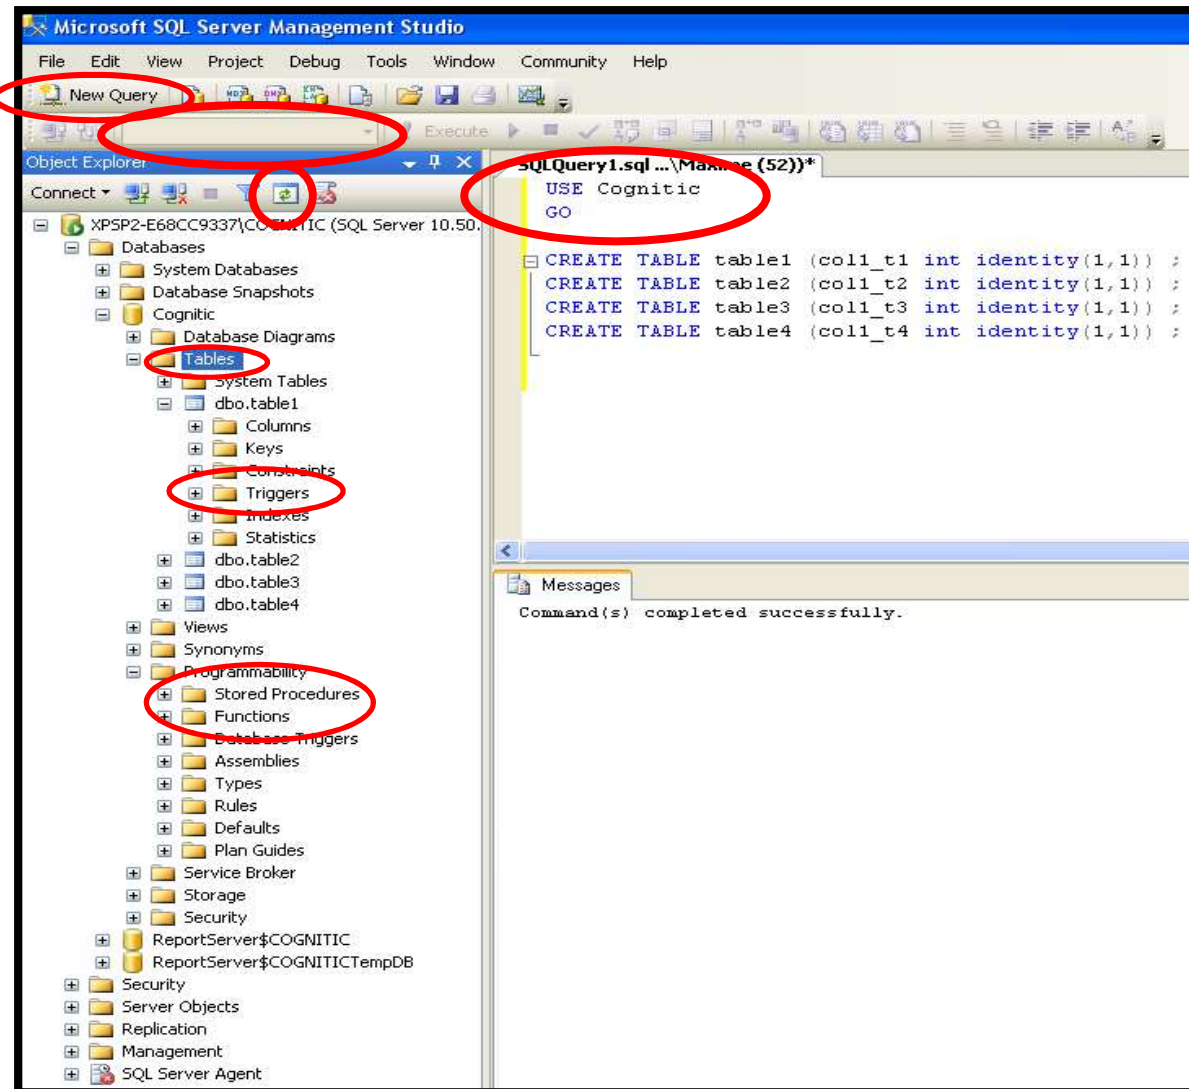 Microsoft SQL Server Management Studio
File Edit View Project Debug Tools Window Community Help
New Query
Execute
Object Explorer
SQLQuery1.sql ...\Maxime (52))*
Connect
USE Cognitic
GO
CREATE TABLE table1 (col1_t1 int identity(1,1)) ;
CREATE TABLE table2 (col1_t2 int identity(1,1)) ;
CREATE TABLE table3 (col1_t3 int identity(1,1)) ;
CREATE TABLE table4 (col1_t4 int identity(1,1)) ;
XPSP2-E68CC9337\COGNITIC (SQL Server 10.50.
Databases
System Databases
Database Snapshots
Cognitic
Database Diagrams
Tables
System Tables
dbo.table1
Columns
Keys
Constraints
Triggers
Indexes
Statistics
dbo.table2
dbo.table3
dbo.table4
Views
Synonyms
Programmability
Stored Procedures
Functions
Database Triggers
Assemblies
Types
Rules
Defaults
Plan Guides
Service Broker
Storage
Security
ReportServer$COGNITIC
ReportServer$COGNITICTempDB
Security
Server Objects
Replication
Management
SQL Server Agent
Messages
Command(s) completed successfully.